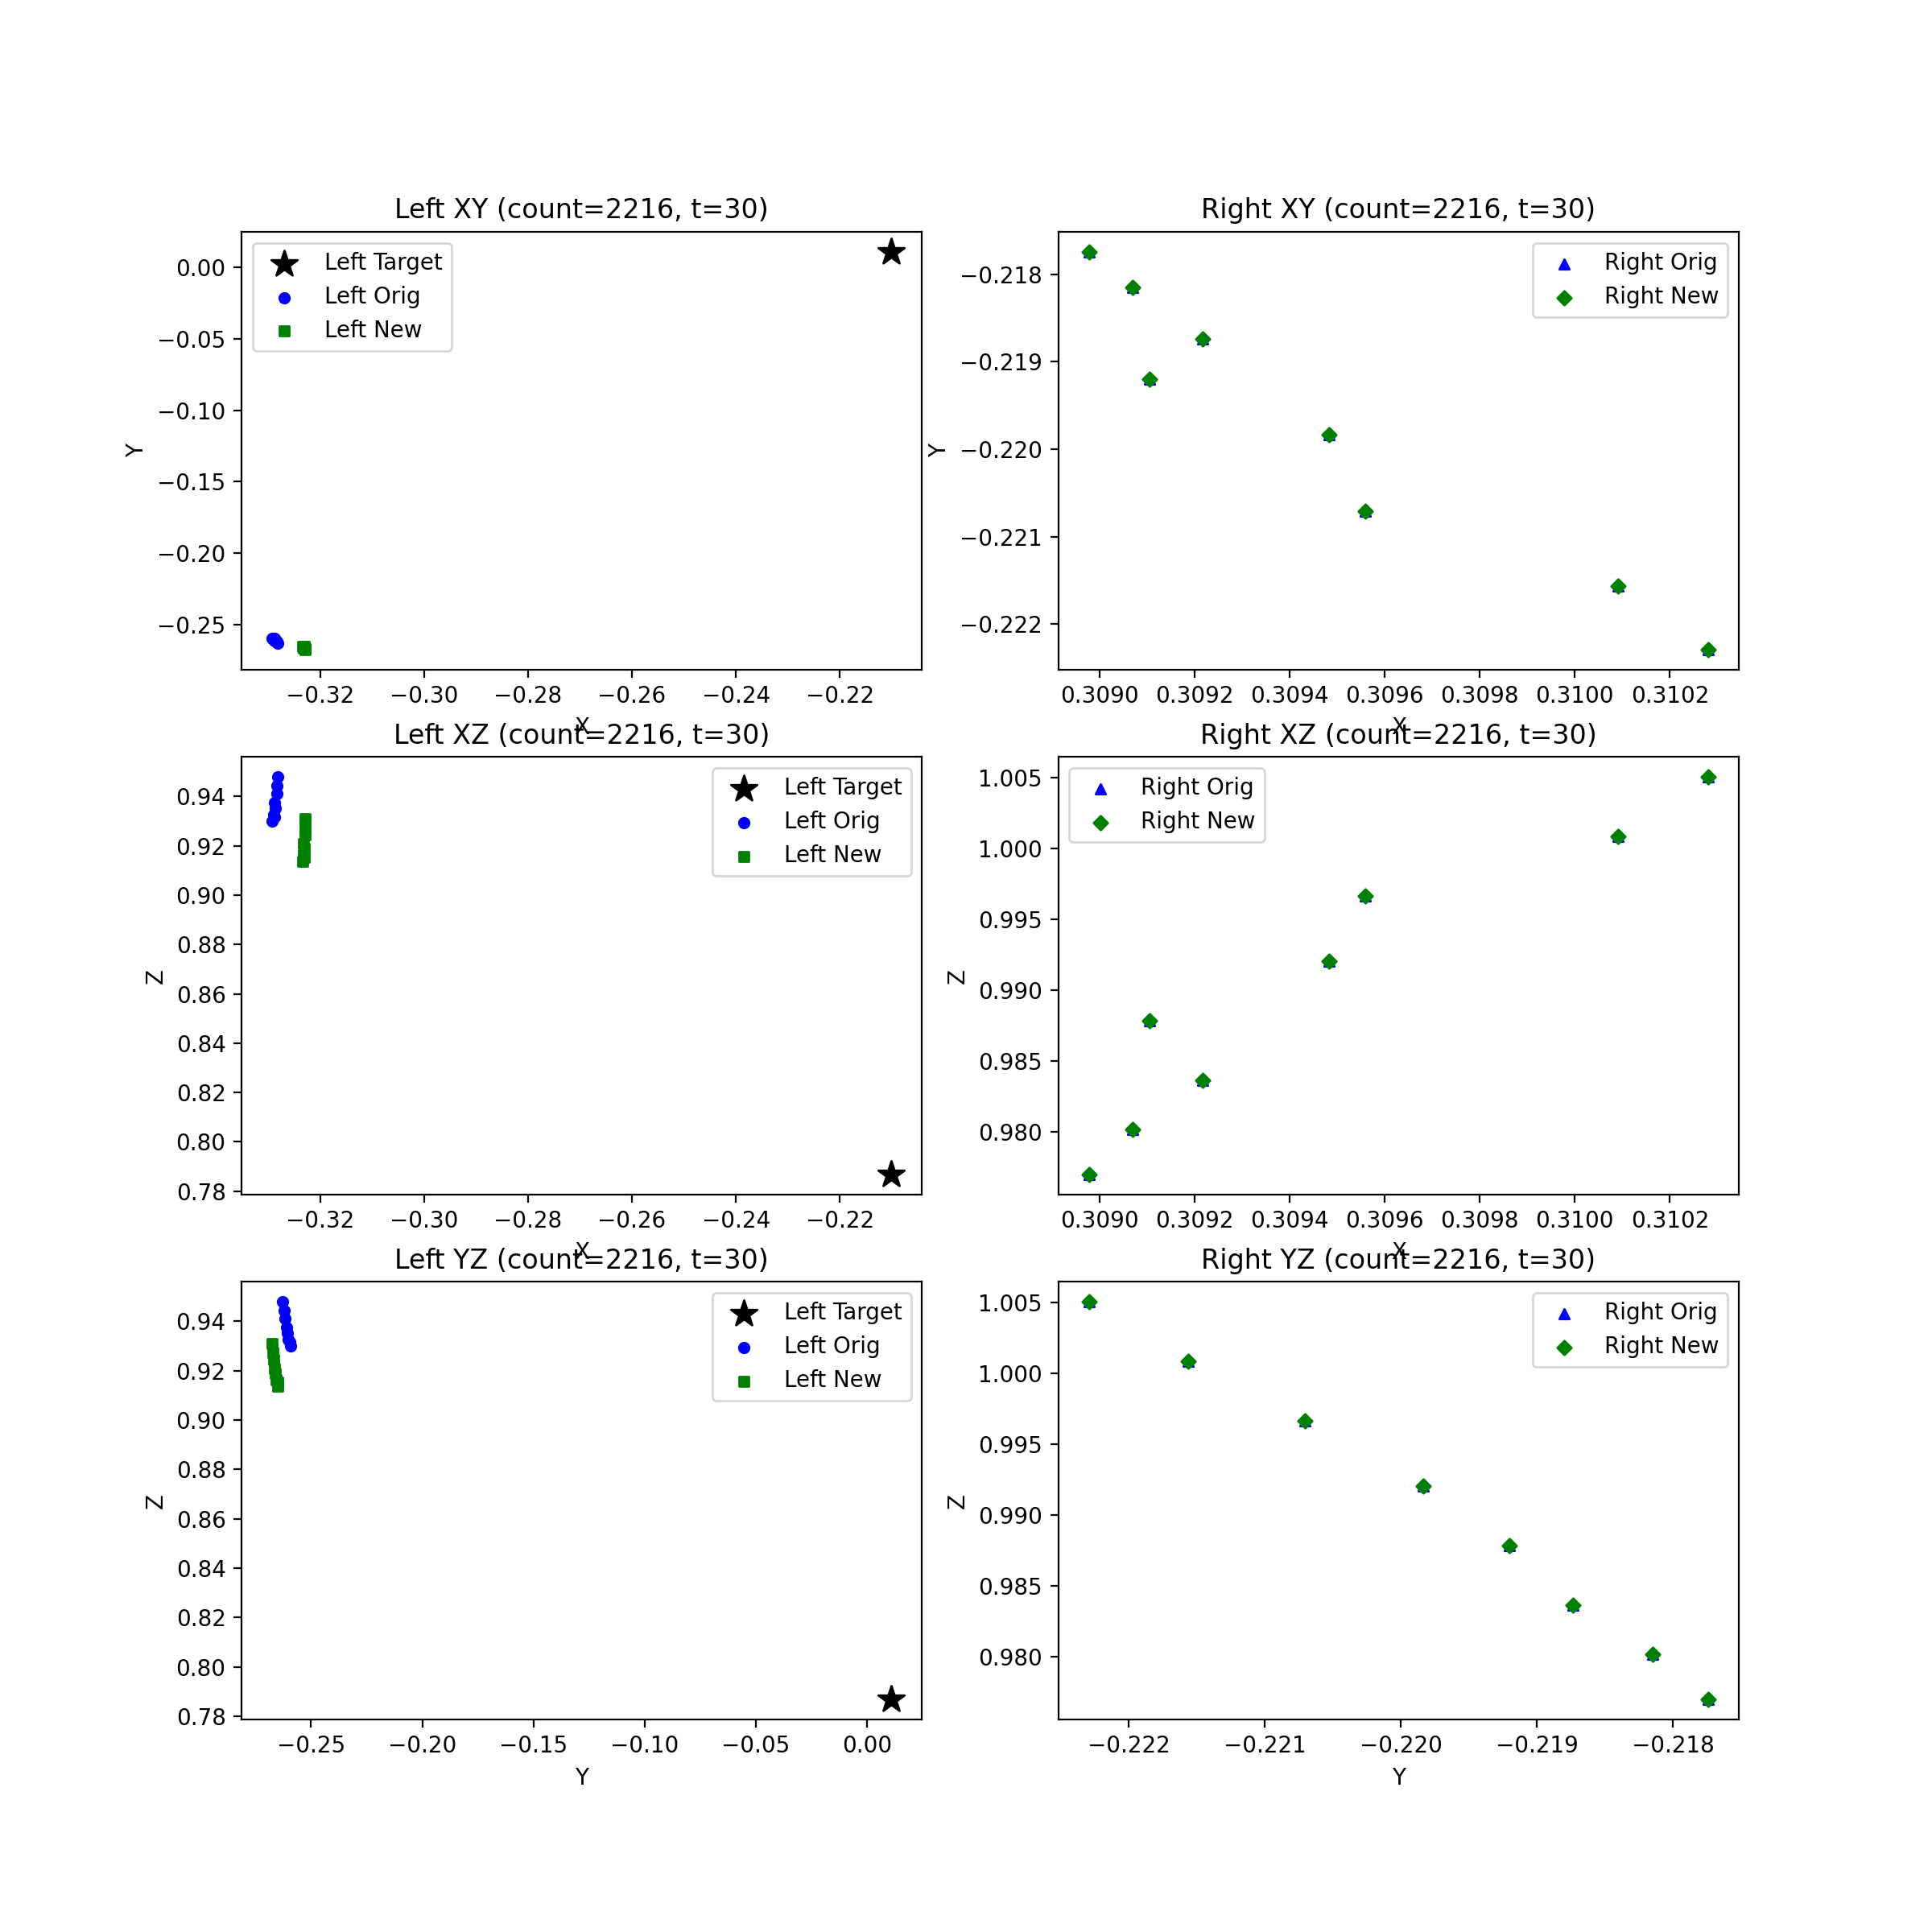 Left XY (count=2216, t=30)
Left Target
Left Orig
Left New
0.00
−0.05
−0.10
−0.15
−0.20
−0.25
Y
−0.32 −0.30 −0.28 −0.26 −0.24 −0.22
X
Right XY (count=2216, t=30)
Right Orig
Right New
−0.218
−0.219
−0.220
−0.221
−0.222
Y
0.3090 0.3092 0.3094 0.3096 0.3098 0.3100 0.3102
X
Left XZ (count=2216, t=30)
Left Target
Left Orig
Left New
0.94
0.92
0.90
0.88
0.86
0.84
0.82
0.80
0.78
Z
−0.32 −0.30 −0.28 −0.26 −0.24 −0.22
X
Right XZ (count=2216, t=30)
Right Orig
Right New
1.005
1.000
0.995
0.990
0.985
0.980
Z
0.3090 0.3092 0.3094 0.3096 0.3098 0.3100 0.3102
X
Left YZ (count=2216, t=30)
Left Target
Left Orig
Left New
0.94
0.92
0.90
0.88
0.86
0.84
0.82
0.80
0.78
Z
−0.25 −0.20 −0.15 −0.10 −0.05 0.00
Y
Right YZ (count=2216, t=30)
Right Orig
Right New
1.005
1.000
0.995
0.990
0.985
0.980
Z
−0.222 −0.221 −0.220 −0.219 −0.218
Y